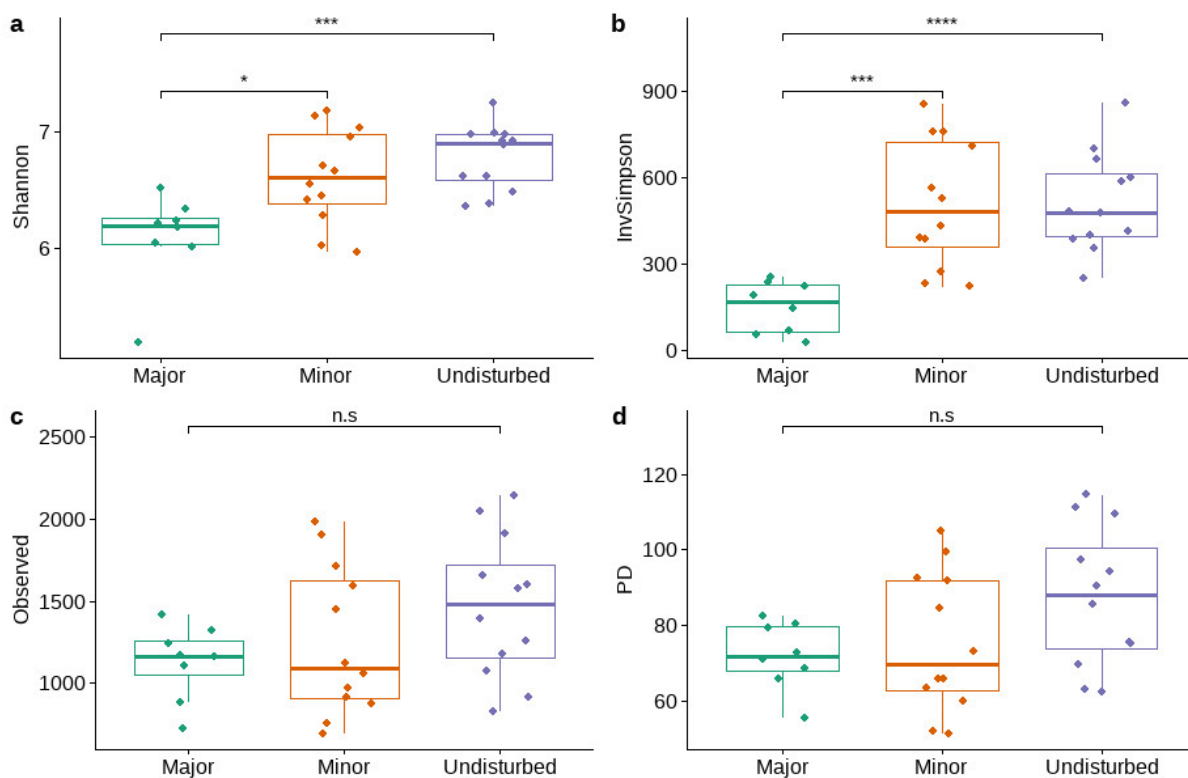 a
***
*
Shannon
7
6
Major Minor Undisturbed
b
****
***
InvSimpson
900
600
300
0
Major Minor Undisturbed
c
n.s
Observed
2500
2000
1500
1000
Major Minor Undisturbed
d
n.s
PD
120
100
80
60
Major Minor Undisturbed